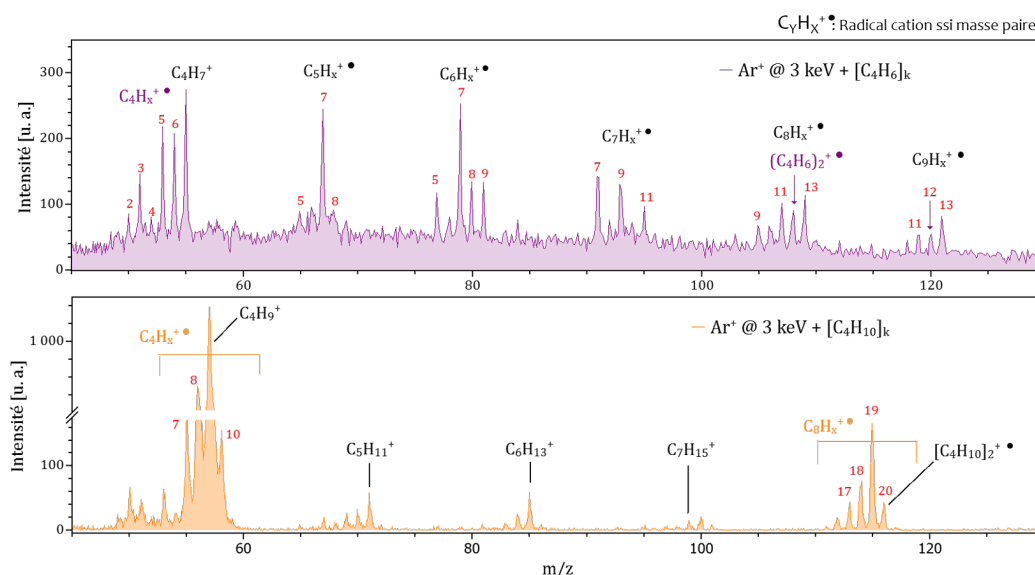 CYHX+•: Radical cation ssi masse paire
Intensité [u. a.]
300
200
100
0
C4Hx+•
C4H7+
C5Hx+•
C6Hx+•
C7Hx+•
C8Hx+•
(C4H6)2+•
C9Hx+•
— Ar+ @ 3 keV + [C4H6]k
2
3
4
5
6
5
7
8
5
7
8
9
7
9
11
9
11
13
11
12
13
60
80
100
120
Intensité [u. a.]
1 000
100
0
C4Hx+•
C4H9+
7
8
10
C5H11+
C6H13+
C7H15+
— Ar+ @ 3 keV + [C4H10]k
C8Hx+•
17
18
19
20
[C4H10]2+•
60
80
100
120
m/z